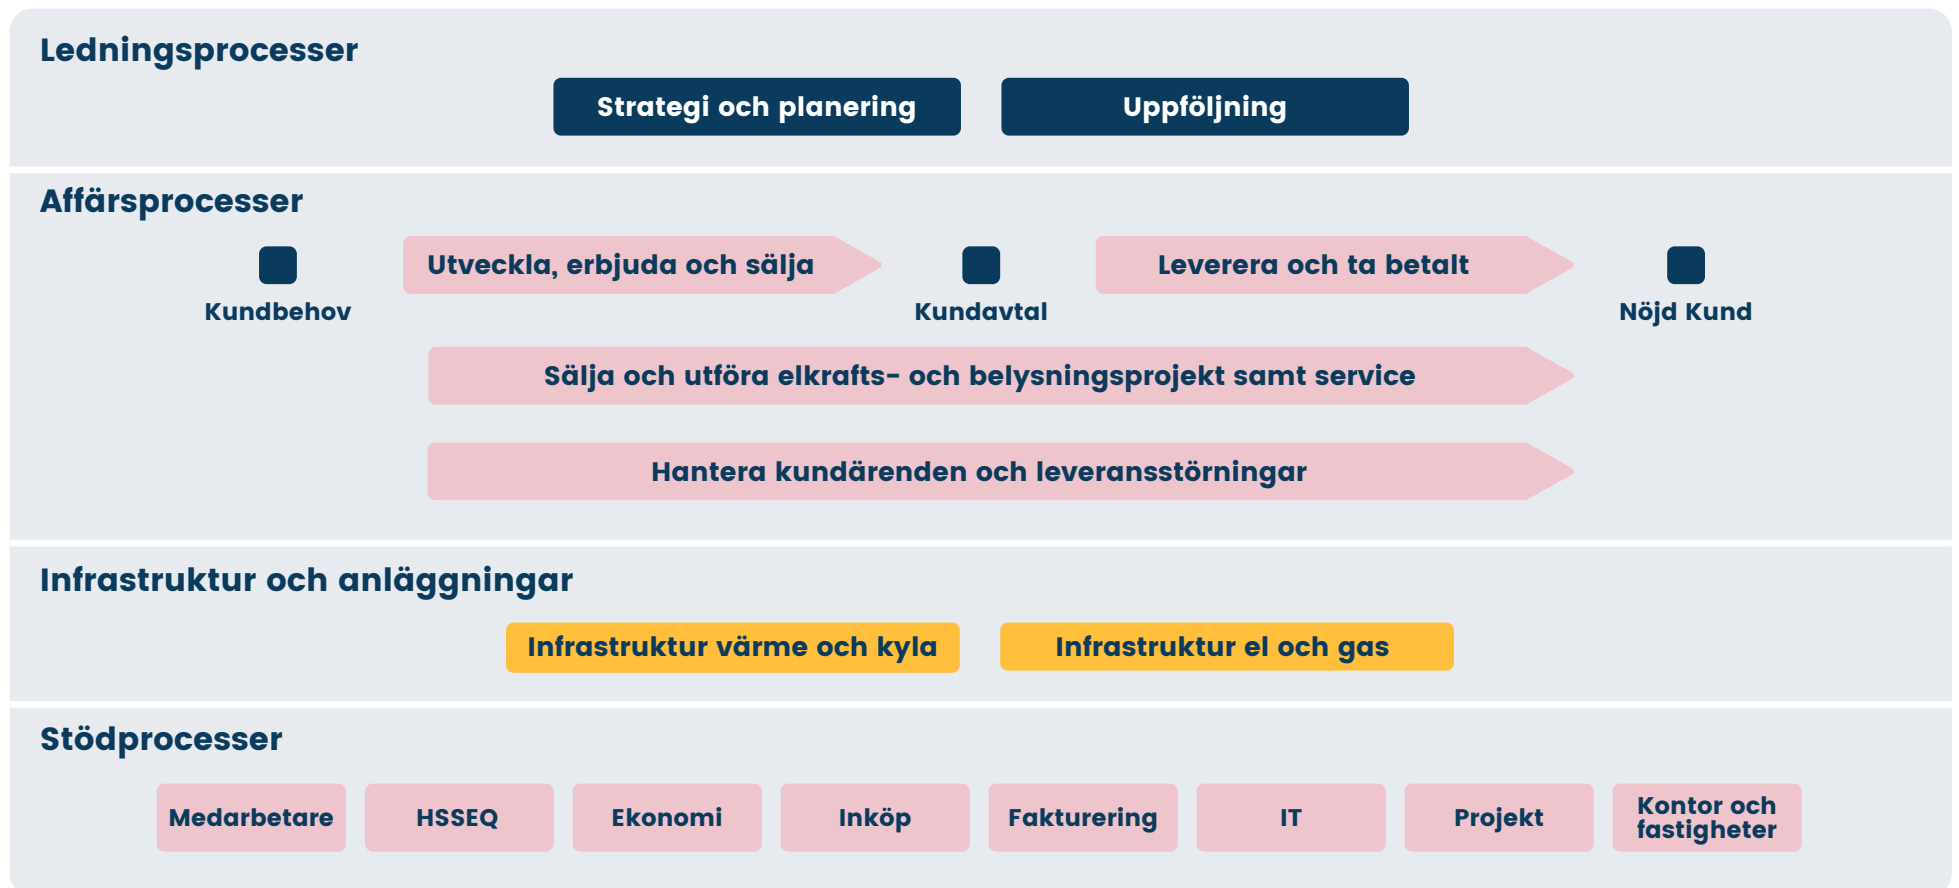 Ledningsprocesser
Strategi och planering
Uppföljning
Affärsprocesser
Utveckla, erbjuda och sälja
Leverera och ta betalt
Kundbehov
Kundavtal
Nöjd Kund
Sälja och utföra elkrafts- och belysningsprojekt samt service
Hantera kundärenden och leveransstörningar
Infrastruktur och anläggningar
Infrastruktur värme och kyla
Infrastruktur el och gas
Stödprocesser
Medarbetare
HSSEQ
Ekonomi
Inköp
Fakturering
IT
Projekt
Kontor och
fastigheter